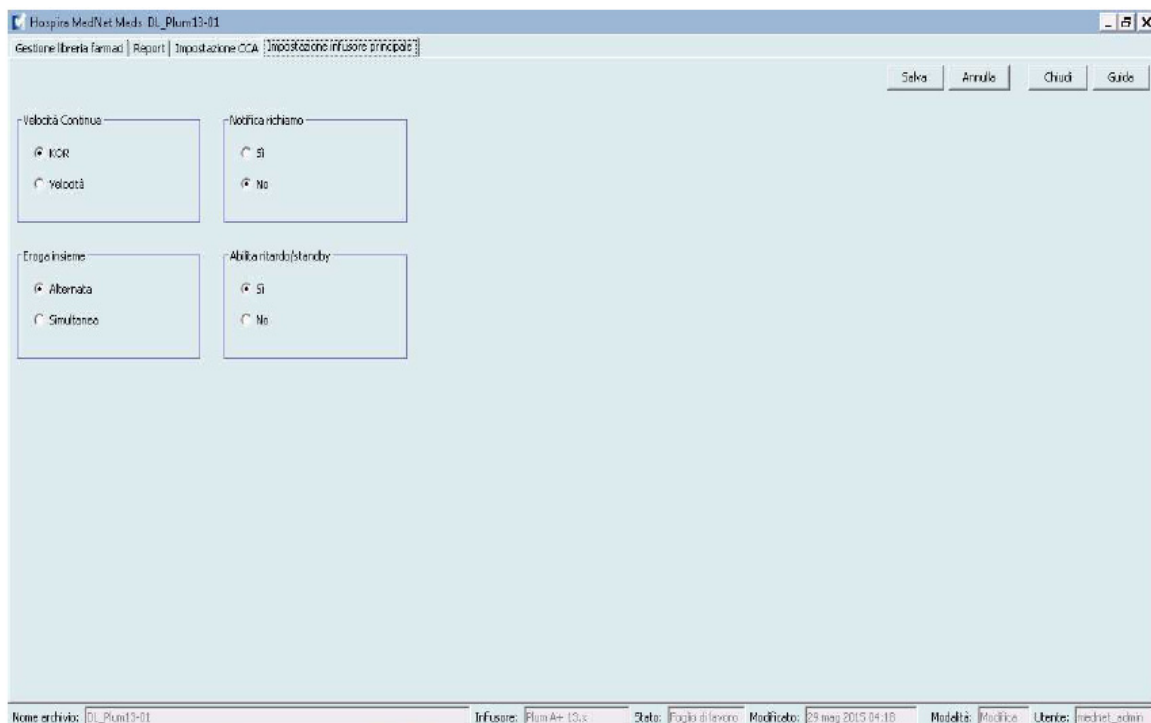 Hospira MedNet Meds DL_Plum13-01
Gestione libreria farmaci Report Impostazione CCA Impostazione infusore principale
Salva Annulla Chiudi Guida
Velocità Continua Notifica richiamo
KOR Sì
Velocità No
Eroga insieme Abilita ritardo/standby
Alternata Sì
Simultanea No
Nome archivio: DL_Plum13-01 Infusore: Plum A+ 13.x Stato: Foglio di lavoro Modificato: 29 mag 2015 04:18 Modalità: Modifica Utente: mednet_admin